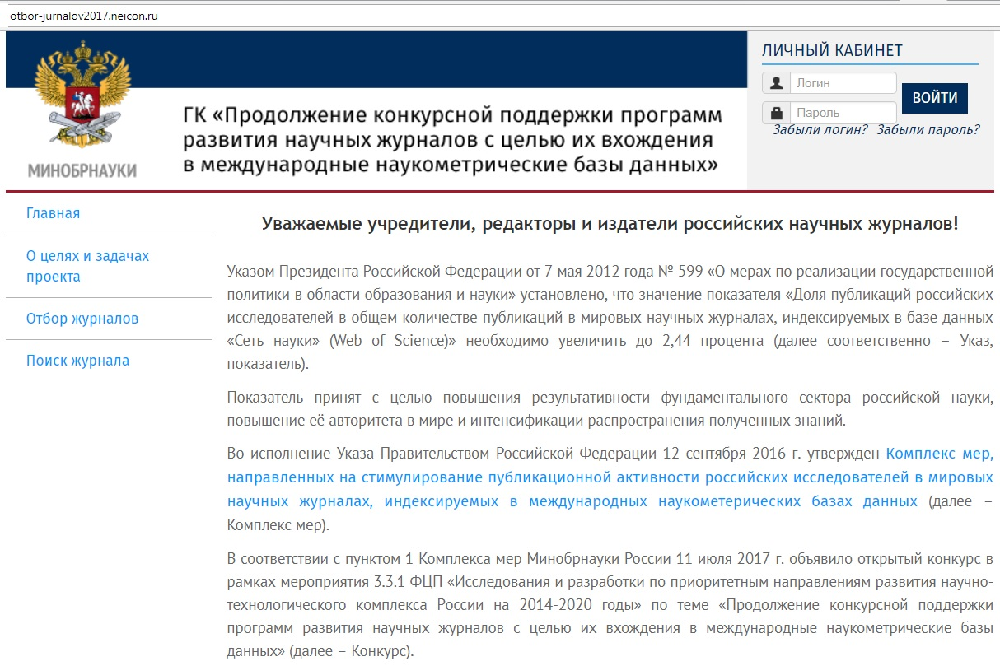 otbor-jurnalov2017.neicon.ru
МИНОБРНАУКИ
ГК «Продолжение конкурсной поддержки программ
развития научных журналов с целью их вхождения
в международные наукометрические базы данных»
ЛИЧНЫЙ КАБИНЕТ
Логин
Пароль
ВОЙТИ
Забыли логин? Забыли пароль?
Главная
О целях и задачах
проекта
Отбор журналов
Поиск журнала
Уважаемые учредители, редакторы и издатели российских научных журналов!
Указом Президента Российской Федерации от 7 мая 2012 года № 599 «О мерах по реализации государственной
политики в области образования и науки» установлено, что значение показателя «Доля публикаций российских
исследователей в общем количестве публикаций в мировых научных журналах, индексируемых в базе данных
«Сеть науки» (Web of Science)» необходимо увеличить до 2,44 процента (далее соответственно – Указ,
показатель).
Показатель принят с целью повышения результативности фундаментального сектора российской науки,
повышение её авторитета в мире и интенсификации распространения полученных знаний.
Во исполнение Указа Правительством Российской Федерации 12 сентября 2016 г. утвержден Комплекс мер,
направленных на стимулирование публикационной активности российских исследователей в мировых
научных журналах, индексируемых в международных наукометерических базах данных (далее –
Комплекс мер).
В соответствии с пунктом 1 Комплекса мер Минобрнауки России 11 июля 2017 г. объявило открытый конкурс в
рамках мероприятия 3.3.1 ФЦП «Исследования и разработки по приоритетным направлениям развития научно-
технологического комплекса России на 2014-2020 годы» по теме «Продолжение конкурсной поддержки
программ развития научных журналов с целью их вхождения в международные наукометрические базы
данных» (далее – Конкурс).